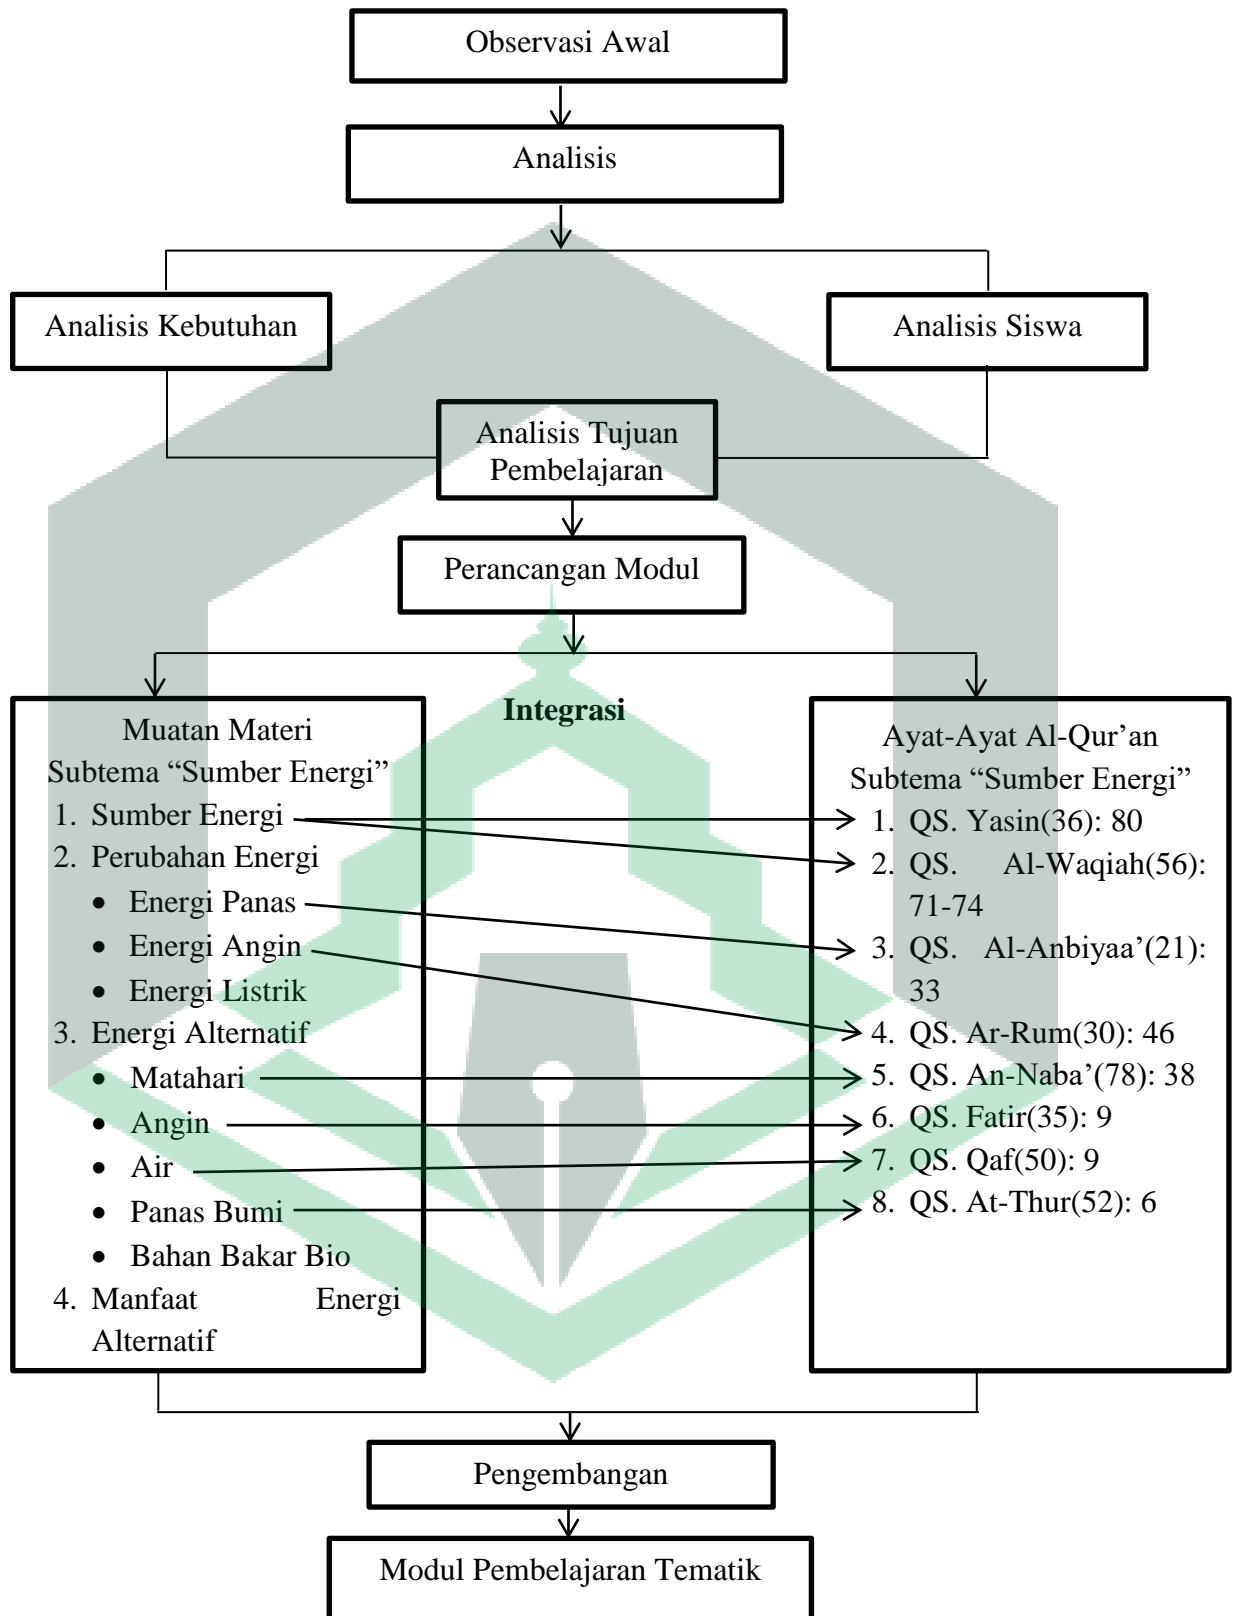 Observasi Awal
Analisis
Analisis Kebutuhan
Analisis Siswa
Analisis Tujuan
Pembelajaran
Perancangan Modul
Integrasi
Muatan Materi
Subtema “Sumber Energi”
1. Sumber Energi
2. Perubahan Energi
• Energi Panas
• Energi Angin
• Energi Listrik
3. Energi Alternatif
• Matahari
• Angin
• Air
• Panas Bumi
• Bahan Bakar Bio
4. Manfaat Energi
Alternatif
Ayat-Ayat Al-Qur’an
Subtema “Sumber Energi”
1. QS. Yasin(36): 80
2. QS. Al-Waqiah(56):
71-74
3. QS. Al-Anbiyaa’(21):
33
4. QS. Ar-Rum(30): 46
5. QS. An-Naba’(78): 38
6. QS. Fatir(35): 9
7. QS. Qaf(50): 9
8. QS. At-Thur(52): 6
Pengembangan
Modul Pembelajaran Tematik